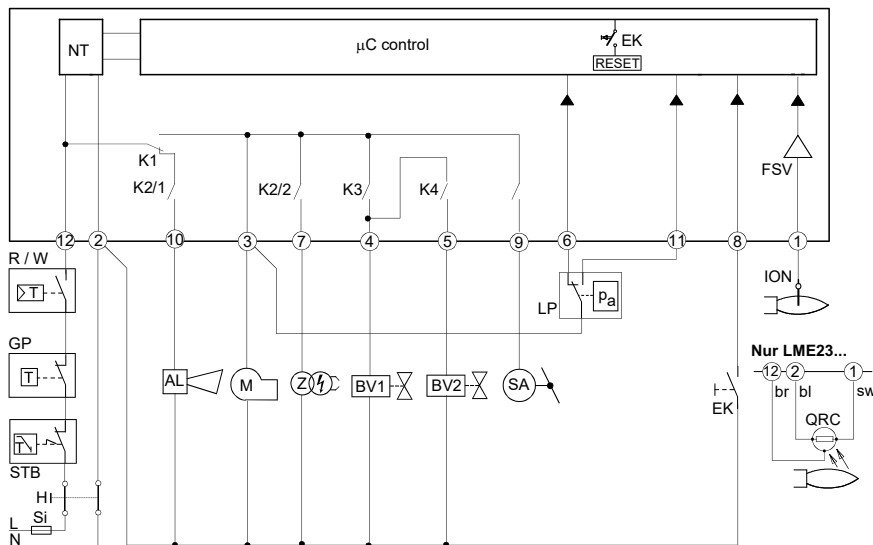 NT
µC control
EK
RESET
FSV
K1
K2/1
K2/2
K3
K4
12
2
10
3
7
4
5
9
6
11
8
1
R / W
T
GP
T
STB
T
H
L
Si
N
AL
M
Z
BV1
BV2
SA
LP
pa
ION
EK
Nur LME23...
12
2
1
br
bl
sw
QRC